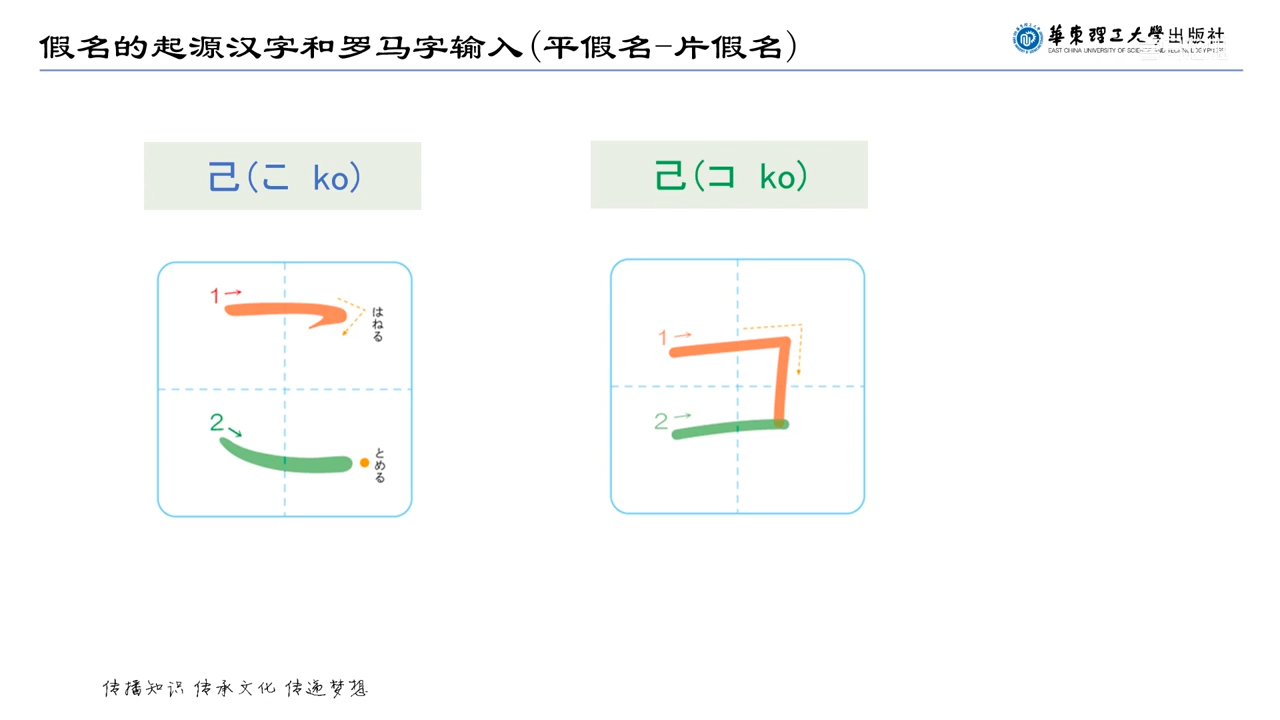 假名的起源汉字和罗马字输入(平假名-片假名)
華東理工大學出版社
EAST CHINA UNIVERSITY OF SCIENCE AND TECHNOLOGY PRESS
己(こ ko)
己(コ ko)
1→
はねる
2
とめる
1→
2→
传播知识 传承文化 传递梦想